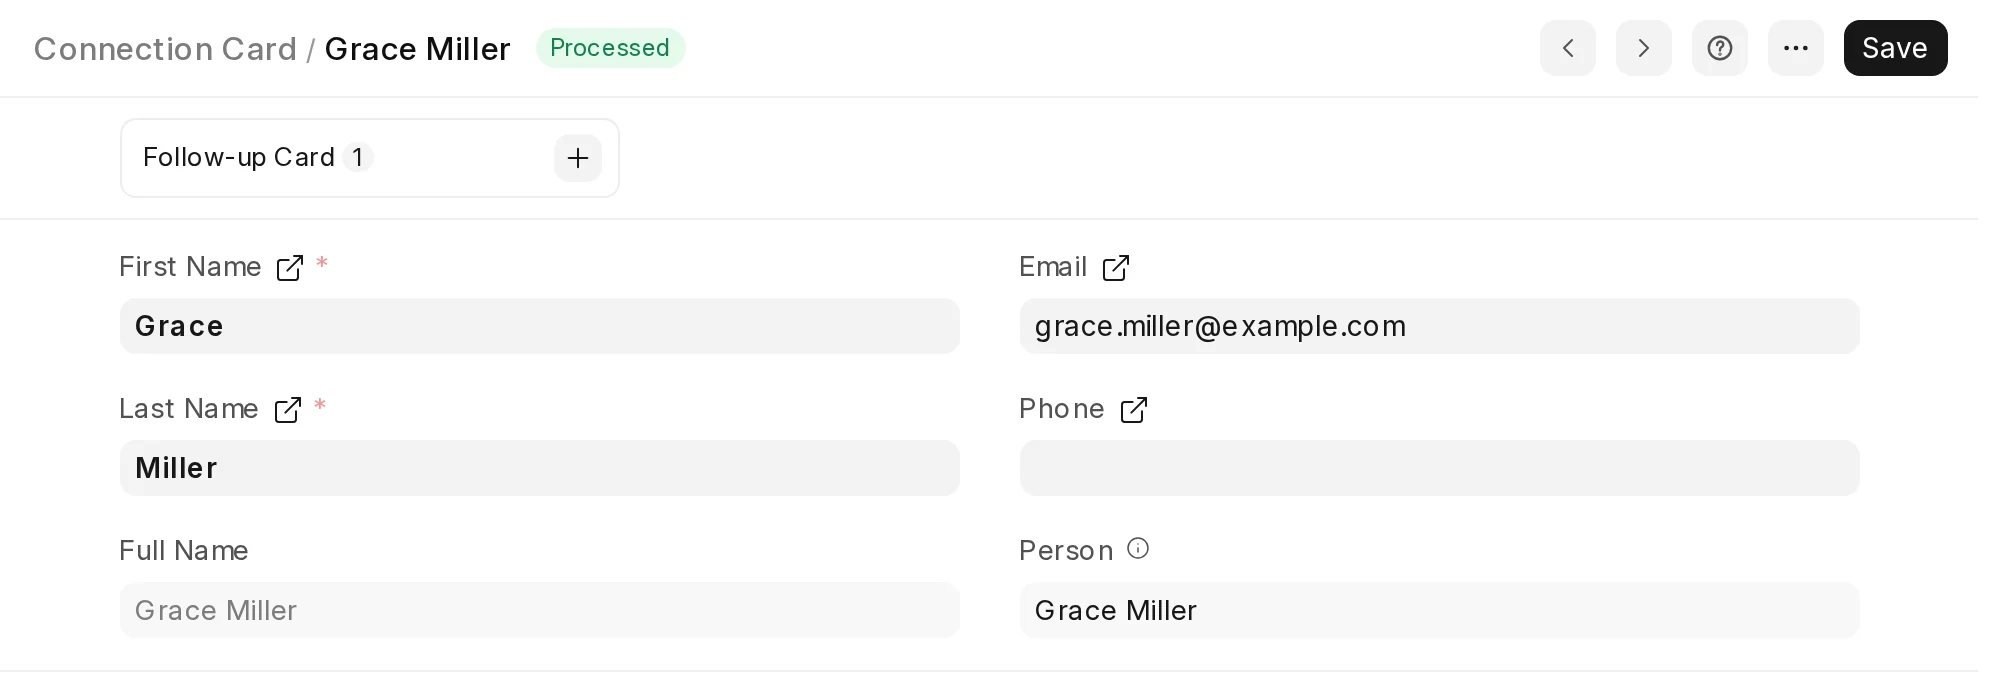 Connection Card / Grace Miller Processed Save
Follow-up Card 1
First Name *
Grace
Email
grace.miller@example.com
Last Name *
Miller
Phone
Full Name
Grace Miller
Person
Grace Miller